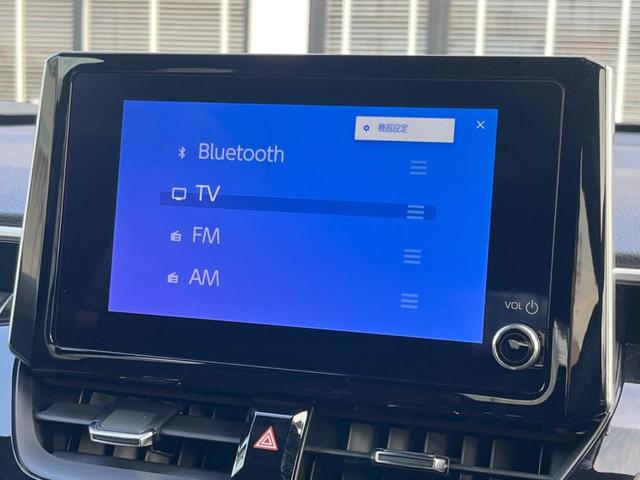 機器設定
Bluetooth
TV
FM
AM
VOL